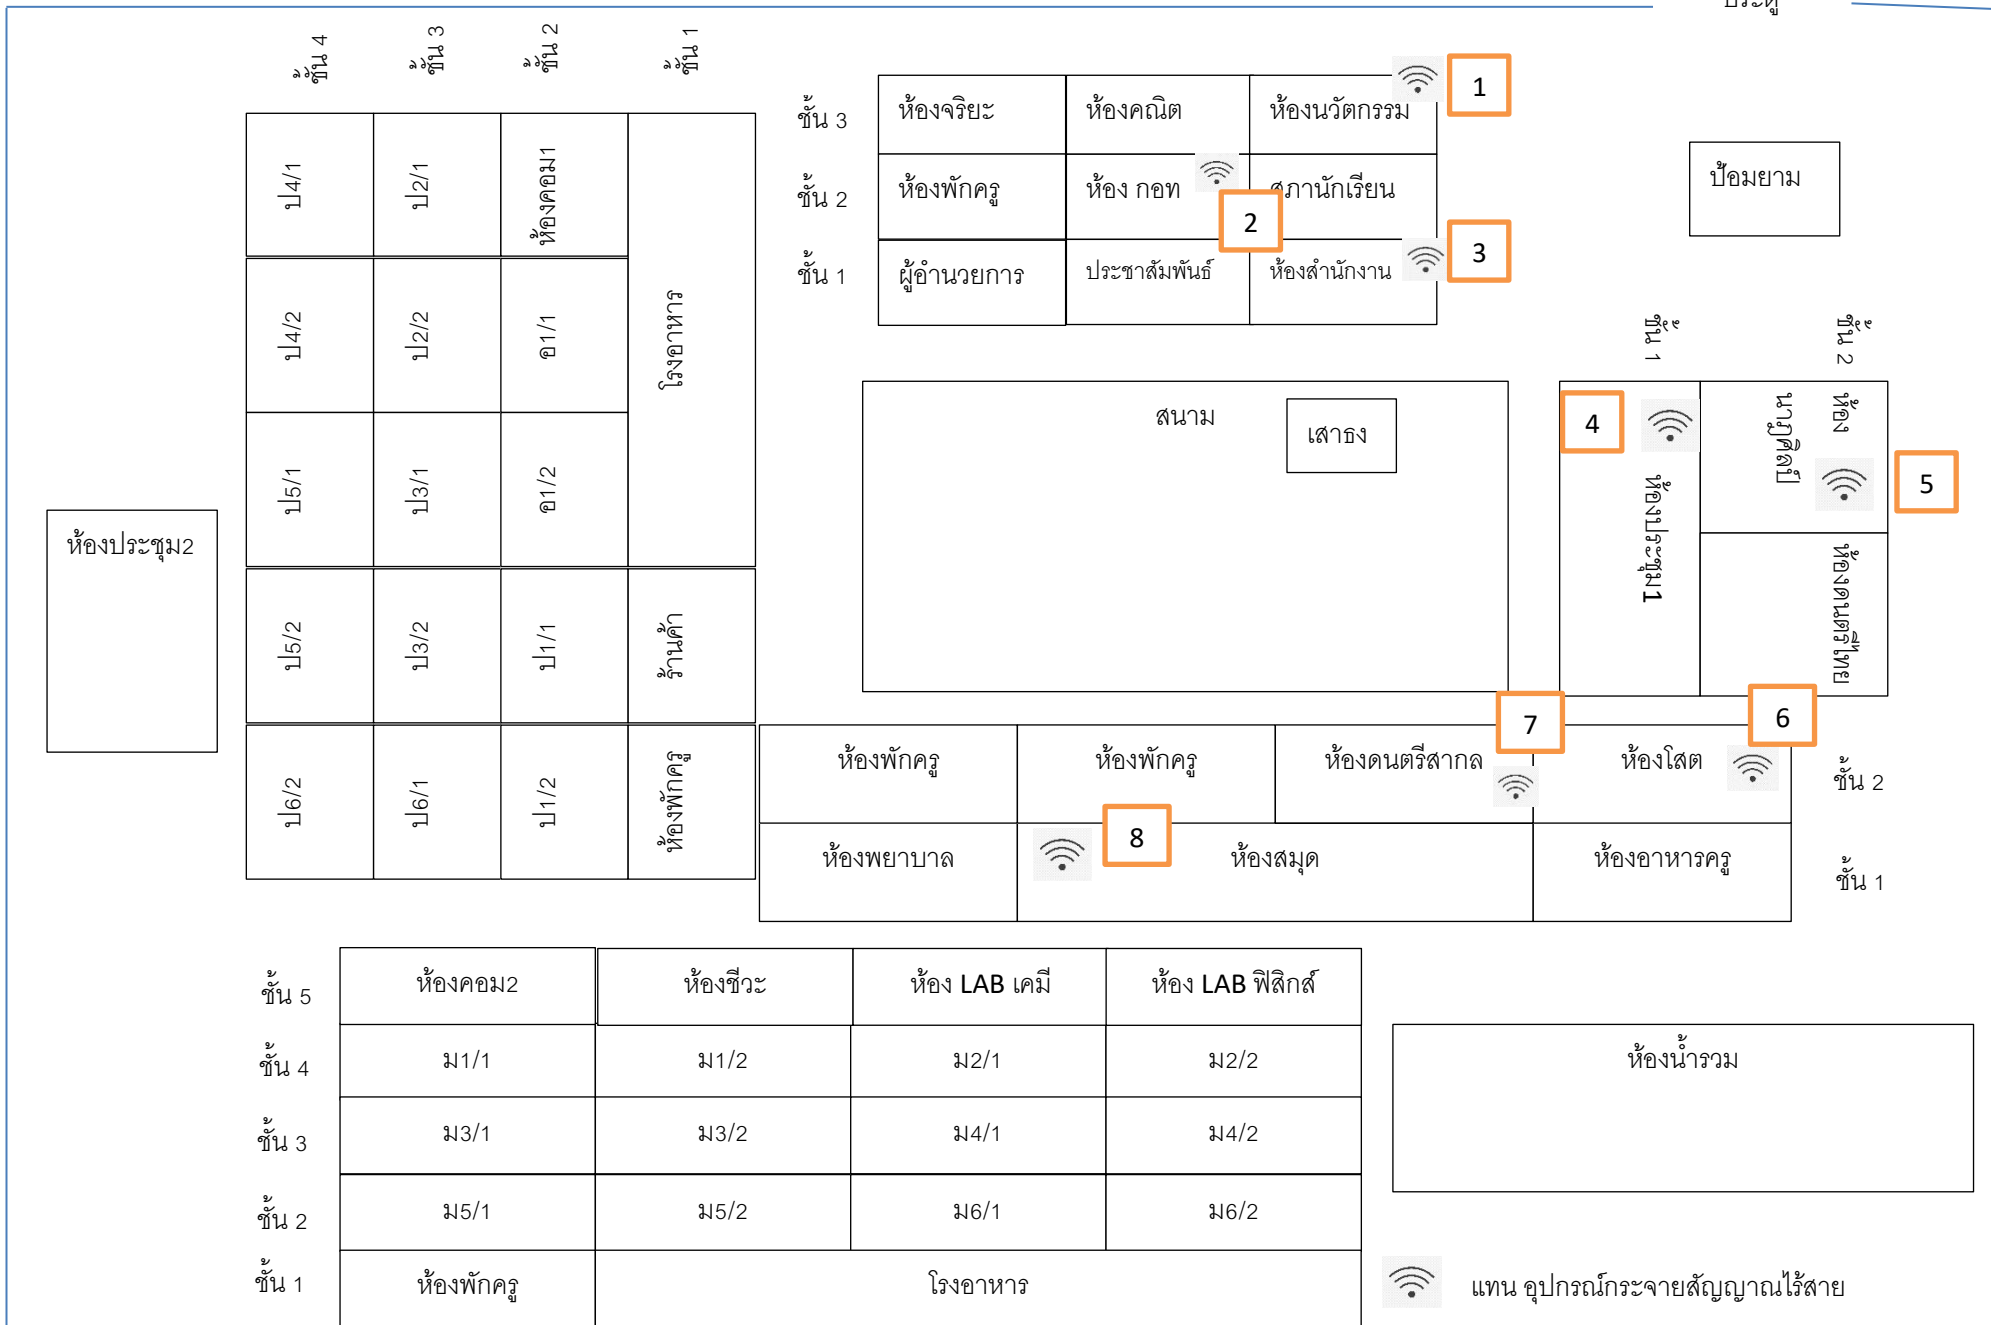 ประตู
ชั้น 4
ชั้น 3
ชั้น 2
ชั้น 1
ป4/1
ป2/1
ห้องคอม1
โรงอาหาร
ป4/2
ป2/2
อ1/1
ป5/1
ป3/1
อ1/2
ป5/2
ป3/2
ป1/1
ร้านค้า
ป6/2
ป6/1
ป1/2
ห้องพักครู
ห้องประชุม2
ชั้น 3
ห้องจริยะ
ห้องคณิต
ห้องนวัตกรรม
1
ชั้น 2
ห้องพักครู
ห้อง กอท
2
สภานักเรียน
ชั้น 1
ผู้อำนวยการ
ประชาสัมพันธ์
ห้องสำนักงาน
3
ป้อมยาม
สนาม
เสาธง
ชั้น 1
ชั้น 2
4
ห้องประชุม1
ห้อง
นาฏศิลป์
5
ห้องดนตรีไทย
6
7
ห้องพักครู
ห้องพักครู
ห้องดนตรีสากล
ห้องโสต
ชั้น 2
ห้องพยาบาล
8
ห้องสมุด
ห้องอาหารครู
ชั้น 1
ชั้น 5
ห้องคอม2
ห้องชีวะ
ห้อง LAB เคมี
ห้อง LAB ฟิสิกส์
ชั้น 4
ม1/1
ม1/2
ม2/1
ม2/2
ชั้น 3
ม3/1
ม3/2
ม4/1
ม4/2
ชั้น 2
ม5/1
ม5/2
ม6/1
ม6/2
ชั้น 1
ห้องพักครู
โรงอาหาร
ห้องน้ำรวม
แทน อุปกรณ์กระจายสัญญาณไร้สาย